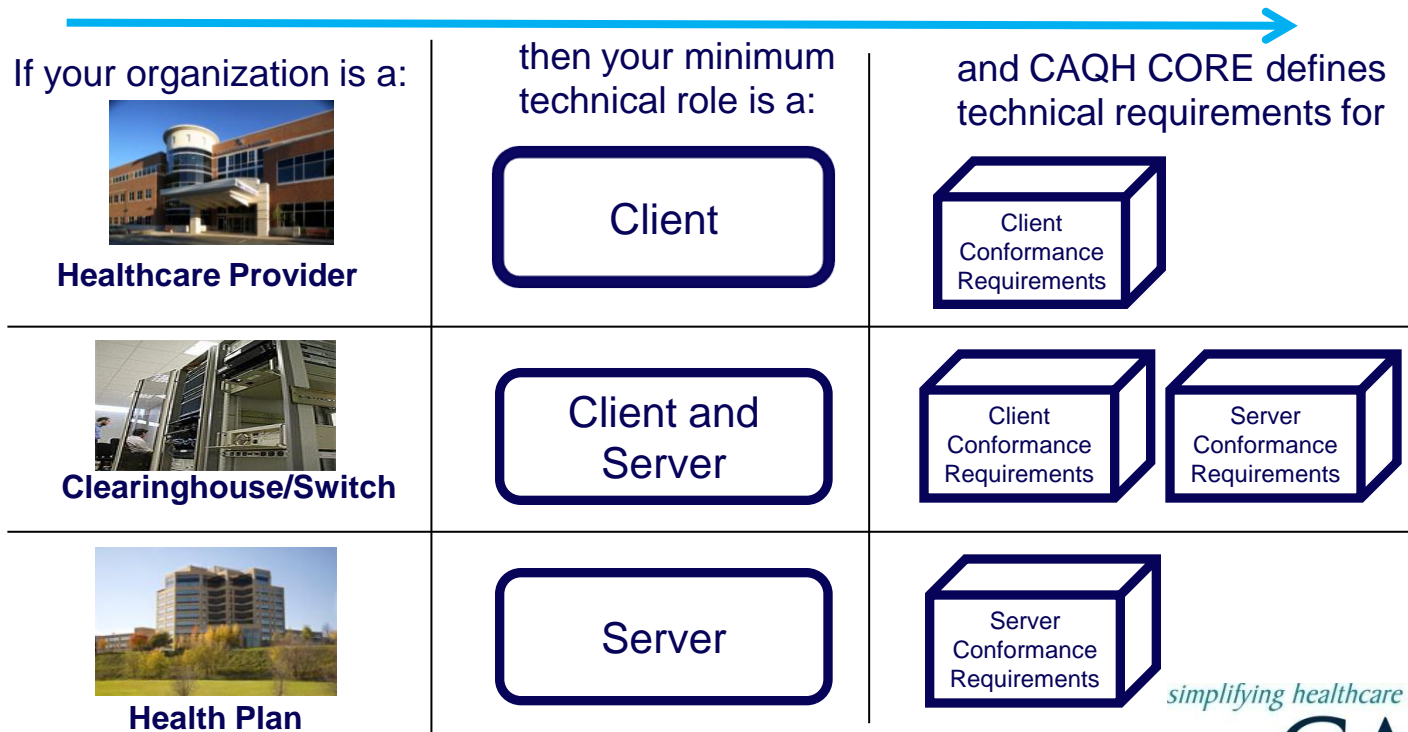 If your organization is a:
then your minimum
technical role is a:
and CAQH CORE defines
technical requirements for
Healthcare Provider
Client
Client
Conformance
Requirements
Clearinghouse/Switch
Client and
Server
Client
Conformance
Requirements
Server
Conformance
Requirements
Health Plan
Server
Server
Conformance
Requirements
simplifying healthcare